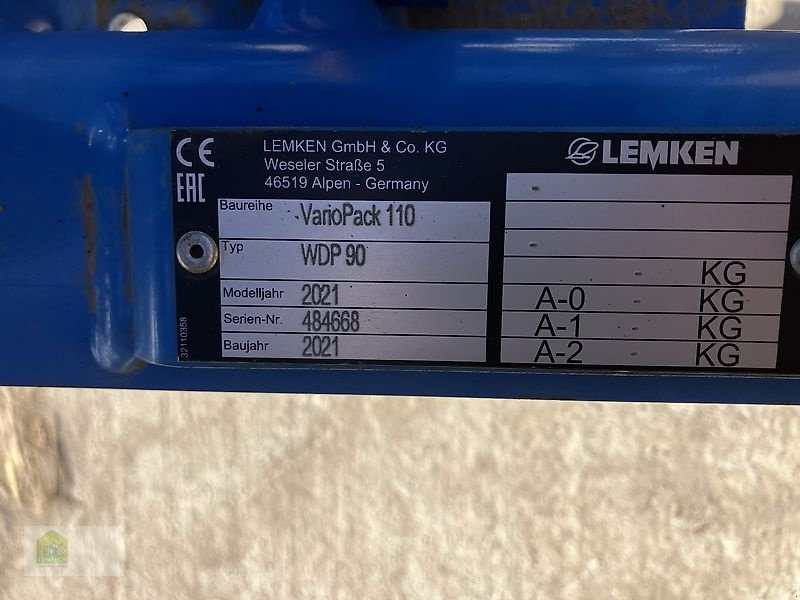 CE
LEMKEN GmbH & Co. KG
Weseler Straße 5
46519 Alpen - Germany
EAC
LEMKEN
Baureihe VarioPack 110
Typ WDP 90
Modelljahr 2021
Serien-Nr. 484668
Baujahr 2021
32110358
-
-
- KG
A-0 - KG
A-1 - KG
A-2 - KG